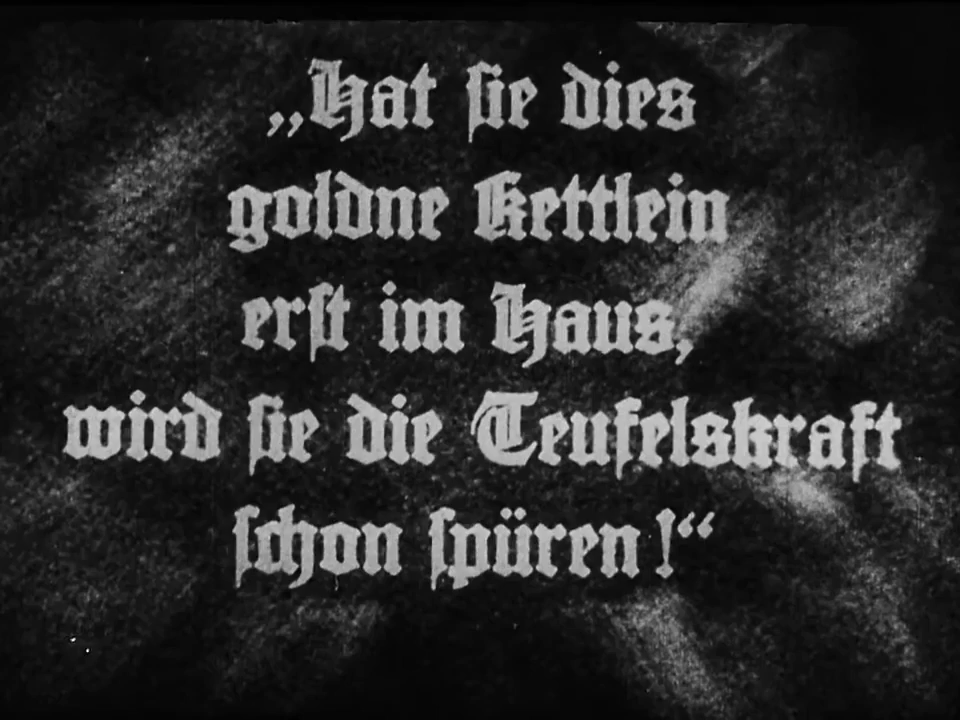 „Hat sie dies
goldne Kettlein
erst im Haus,
wird sie die Teufelskraft
schon spüren!“